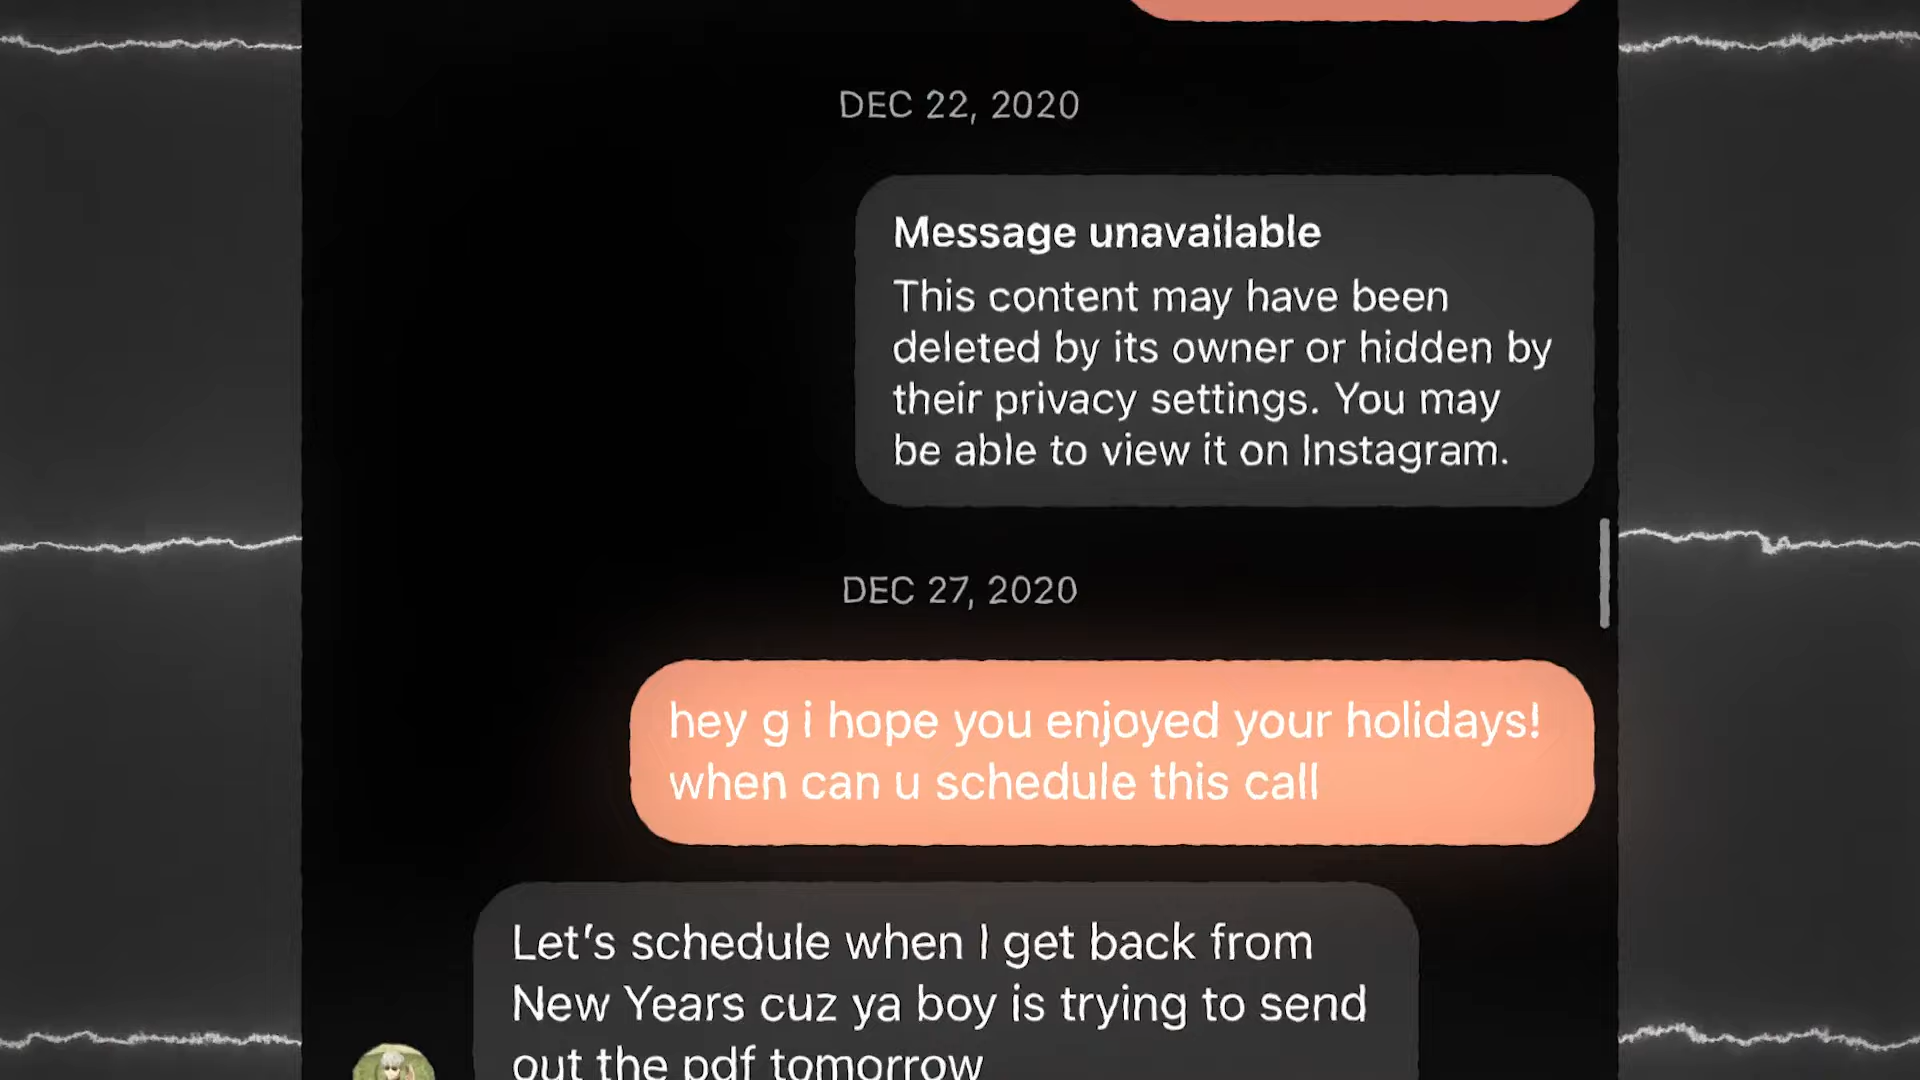 DEC 22, 2020
Message unavailable
This content may have been
deleted by its owner or hidden by
their privacy settings. You may
be able to view it on Instagram.
DEC 27, 2020
hey g i hope you enjoyed your holidays!
when can u schedule this call
Let's schedule when I get back from
New Years cuz ya boy is trying to send
out the pdf tomorrow